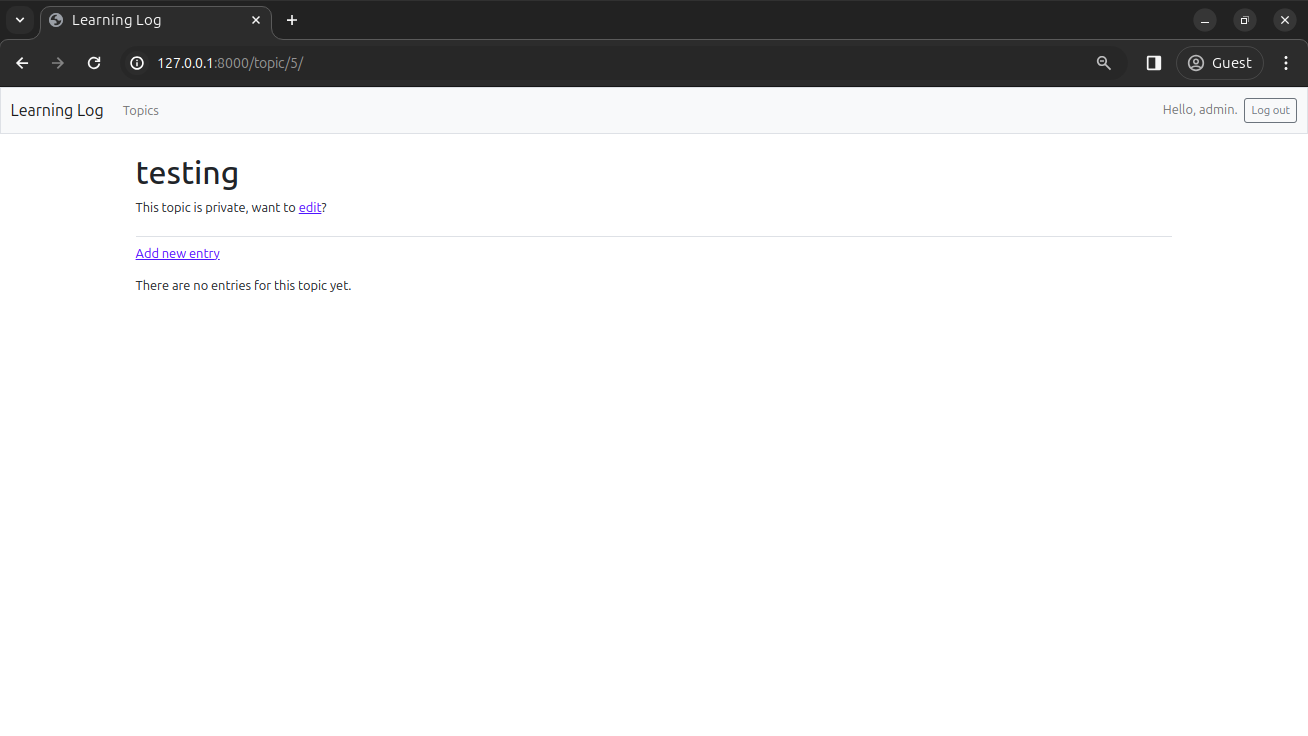 Learning Log
127.0.0.1:8000/topic/5/
Guest
Learning Log Topics Hello, admin. Log out
testing
This topic is private, want to edit?
Add new entry
There are no entries for this topic yet.